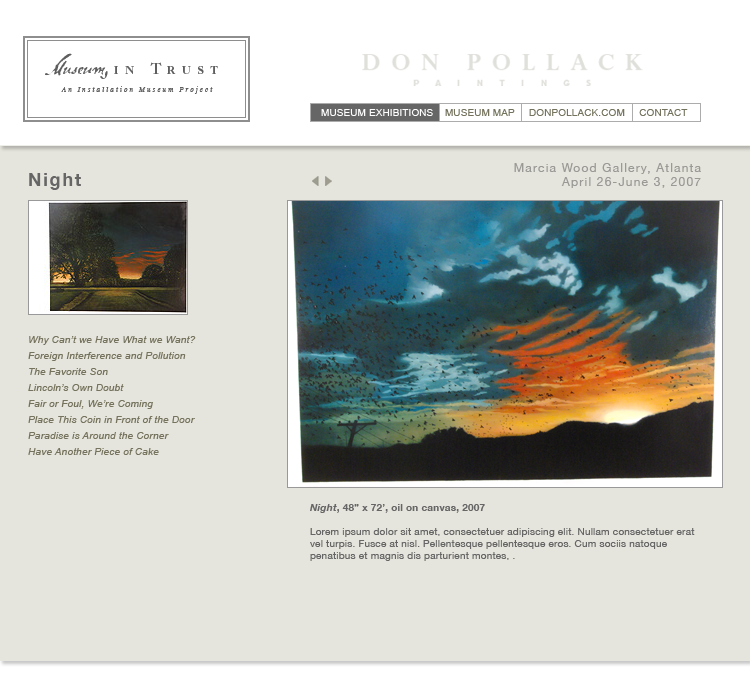 Museum in Trust
An Installation Museum Project
DON POLLACK
PAINTINGS
MUSEUM EXHIBITIONS
MUSEUM MAP
DONPOLLACK.COM
CONTACT
Night
Marcia Wood Gallery, Atlanta
April 26-June 3, 2007
Why Can't we Have What we Want?
Foreign Interference and Pollution
The Favorite Son
Lincoln's Own Doubt
Fair or Foul, We're Coming
Place This Coin in Front of the Door
Paradise is Around the Corner
Have Another Piece of Cake
Night, 48" x 72', oil on canvas, 2007
Lorem ipsum dolor sit amet, consectetuer adipiscing elit. Nullam consectetuer erat
vel turpis. Fusce at nisl. Pellentesque pellentesque eros. Cum sociis natoque
penatibus et magnis dis parturient montes, .